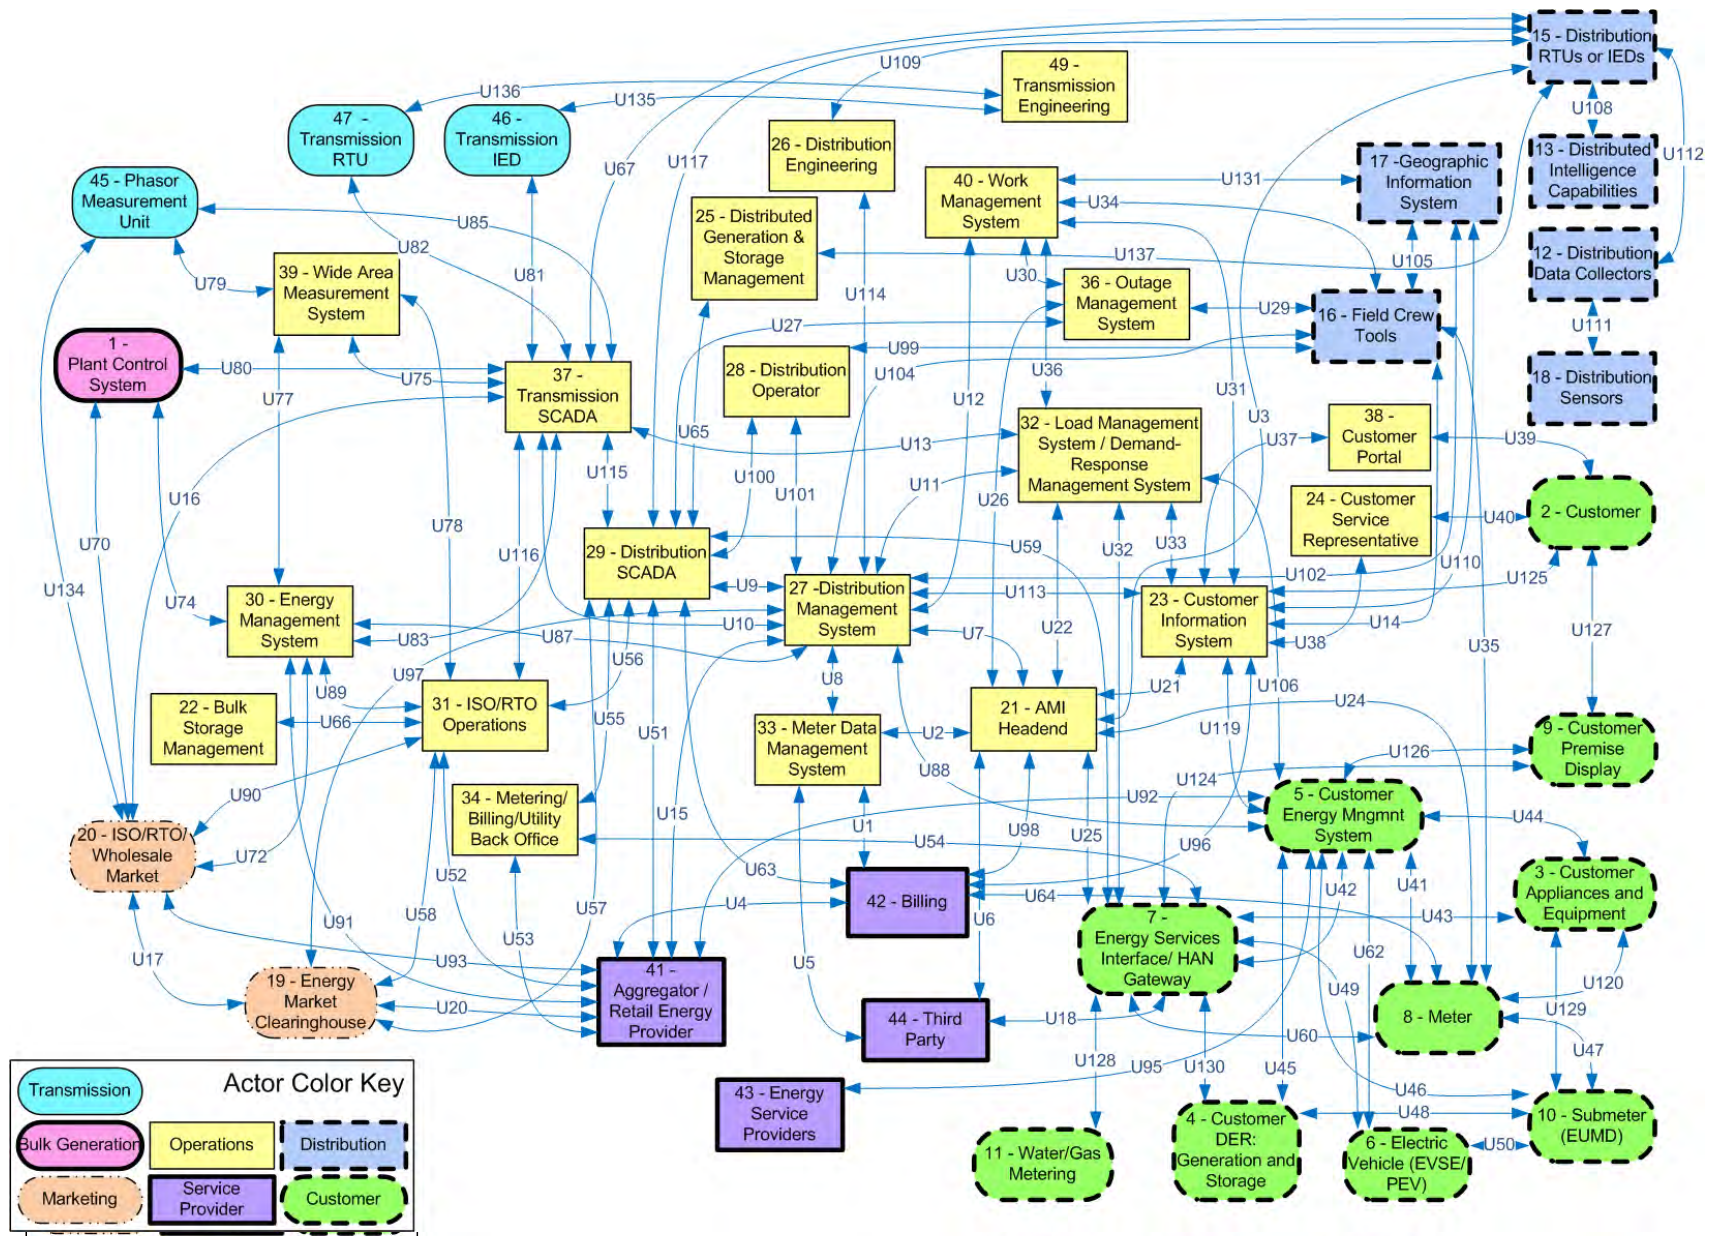 15 - Distribution
RTUs or IEDs
49 -
Transmission
Engineering
U109
U136
U135
U108
47 -
Transmission
RTU
46 -
Transmission
IED
26 - Distribution
Engineering
U67
U117
U112
17 -Geographic
Information
System
13 - Distributed
Intelligence
Capabilities
45 - Phasor
Measurement
Unit
40 - Work
Management
System
U131
U34
25 - Distributed
Generation &
Storage
Management
U85
U82
U81
U79
U137
U30
U114
U105
12 - Distribution
Data Collectors
39 - Wide Area
Measurement
System
36 - Outage
Management
System
U29
16 - Field Crew
Tools
U111
U27
U99
U104
1 -
Plant Control
System
U80
U75
U77
37 -
Transmission
SCADA
28 - Distribution
Operator
U36
U31
U12
U3
18 - Distribution
Sensors
U65
U13
U115
U100
U101
U11
U26
32 - Load Management
System / Demand-
Response
Management System
U37
38 -
Customer
Portal
U39
U16
U70
U78
U116
U59
U32
U33
24 - Customer
Service
Representative
U40
2 - Customer
29 - Distribution
SCADA
U9
27 -Distribution
Management
System
U102
U110
U125
U113
23 - Customer
Information
System
U14
U38
U134
U74
30 - Energy
Management
System
U83
U87
U10
U56
U97
U7
U22
U127
U35
U8
U21
U106
U89
22 - Bulk
Storage
Management
U66
31 - ISO/RTO
Operations
U55
U51
33 - Meter Data
Management
System
U2
21 - AMI
Headend
U24
U119
U88
U126
U124
9 - Customer
Premise
Display
U90
34 - Metering/
Billing/Utility
Back Office
U15
U92
5 - Customer
Energy Mngmnt
System
U44
U1
U98
U25
U54
U96
20 - ISO/RTO/
Wholesale
Market
U72
U52
U63
U42
U41
42 - Billing
U64
3 - Customer
Appliances and
Equipment
U91
U58
U57
U4
U6
U43
7 -
Energy Services
Interface/ HAN
Gateway
U53
U62
U17
U93
U5
U49
U120
U129
19 - Energy
Market
Clearinghouse
U20
41 -
Aggregator /
Retail Energy
Provider
44 - Third
Party
U18
U60
8 - Meter
U47
U128
U95
U130
U45
U46
43 - Energy
Service
Providers
U48
U50
11 - Water/Gas
Metering
4 - Customer
DER:
Generation and
Storage
6 - Electric
Vehicle (EVSE/
PEV)
10 - Submeter
(EUMD)
Actor Color Key
Transmission
Bulk Generation
Operations
Distribution
Marketing
Service
Provider
Customer